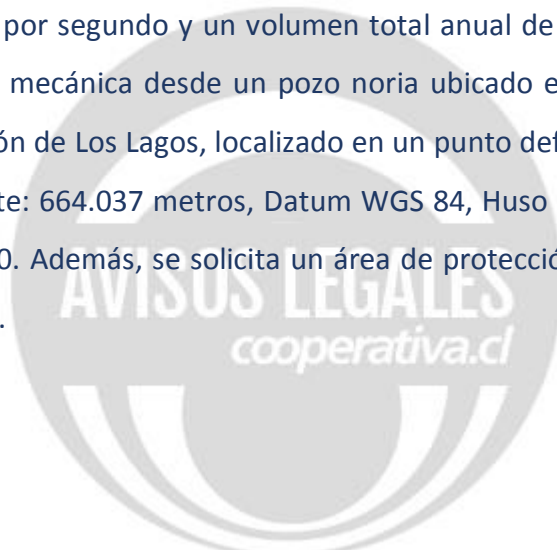 por segundo y un volumen total anual de
mecánica desde un pozo noria ubicado e
ón de Los Lagos, localizado en un punto def
te: 664.037 metros, Datum WGS 84, Huso
0. Además, se solicita un área de protecció
.
AVISOS LEGALES
cooperativa.cl